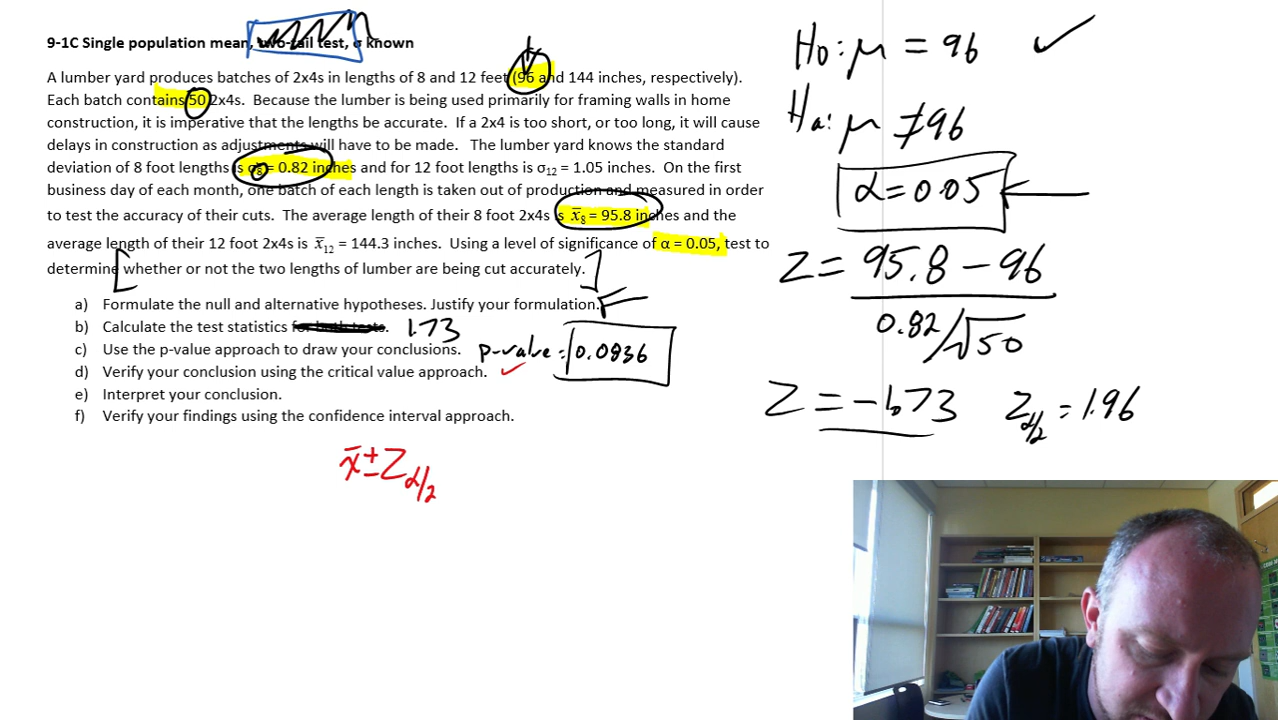 9-1C Single population mean, two-tail test, σ known
A lumber yard produces batches of 2x4s in lengths of 8 and 12 feet (96 and 144 inches, respectively).
Each batch contains 50 2x4s. Because the lumber is being used primarily for framing walls in home
construction, it is imperative that the lengths be accurate. If a 2x4 is too short, or too long, it will cause
delays in construction as adjustments will have to be made. The lumber yard knows the standard
deviation of 8 foot lengths is σ₈ = 0.82 inches and for 12 foot lengths is σ₁₂ = 1.05 inches. On the first
business day of each month, one batch of each length is taken out of production and measured in order
to test the accuracy of their cuts. The average length of their 8 foot 2x4s is x̄₈ = 95.8 inches and the
average length of their 12 foot 2x4s is x̄₁₂ = 144.3 inches. Using a level of significance of α = 0.05, test to
determine whether or not the two lengths of lumber are being cut accurately.
a) Formulate the null and alternative hypotheses. Justify your formulation.
b) Calculate the test statistics for both tests. 1.73
c) Use the p-value approach to draw your conclusions. p-value = 0.0836
d) Verify your conclusion using the critical value approach.
e) Interpret your conclusion.
f) Verify your findings using the confidence interval approach.
x̄ ± Z α/2
H0: μ = 96 ✓
Ha: μ ≠ 96
α = 0.05
Z = 95.8 - 96
0.82/√50
Z = -1.73 Z α/2 = 1.96